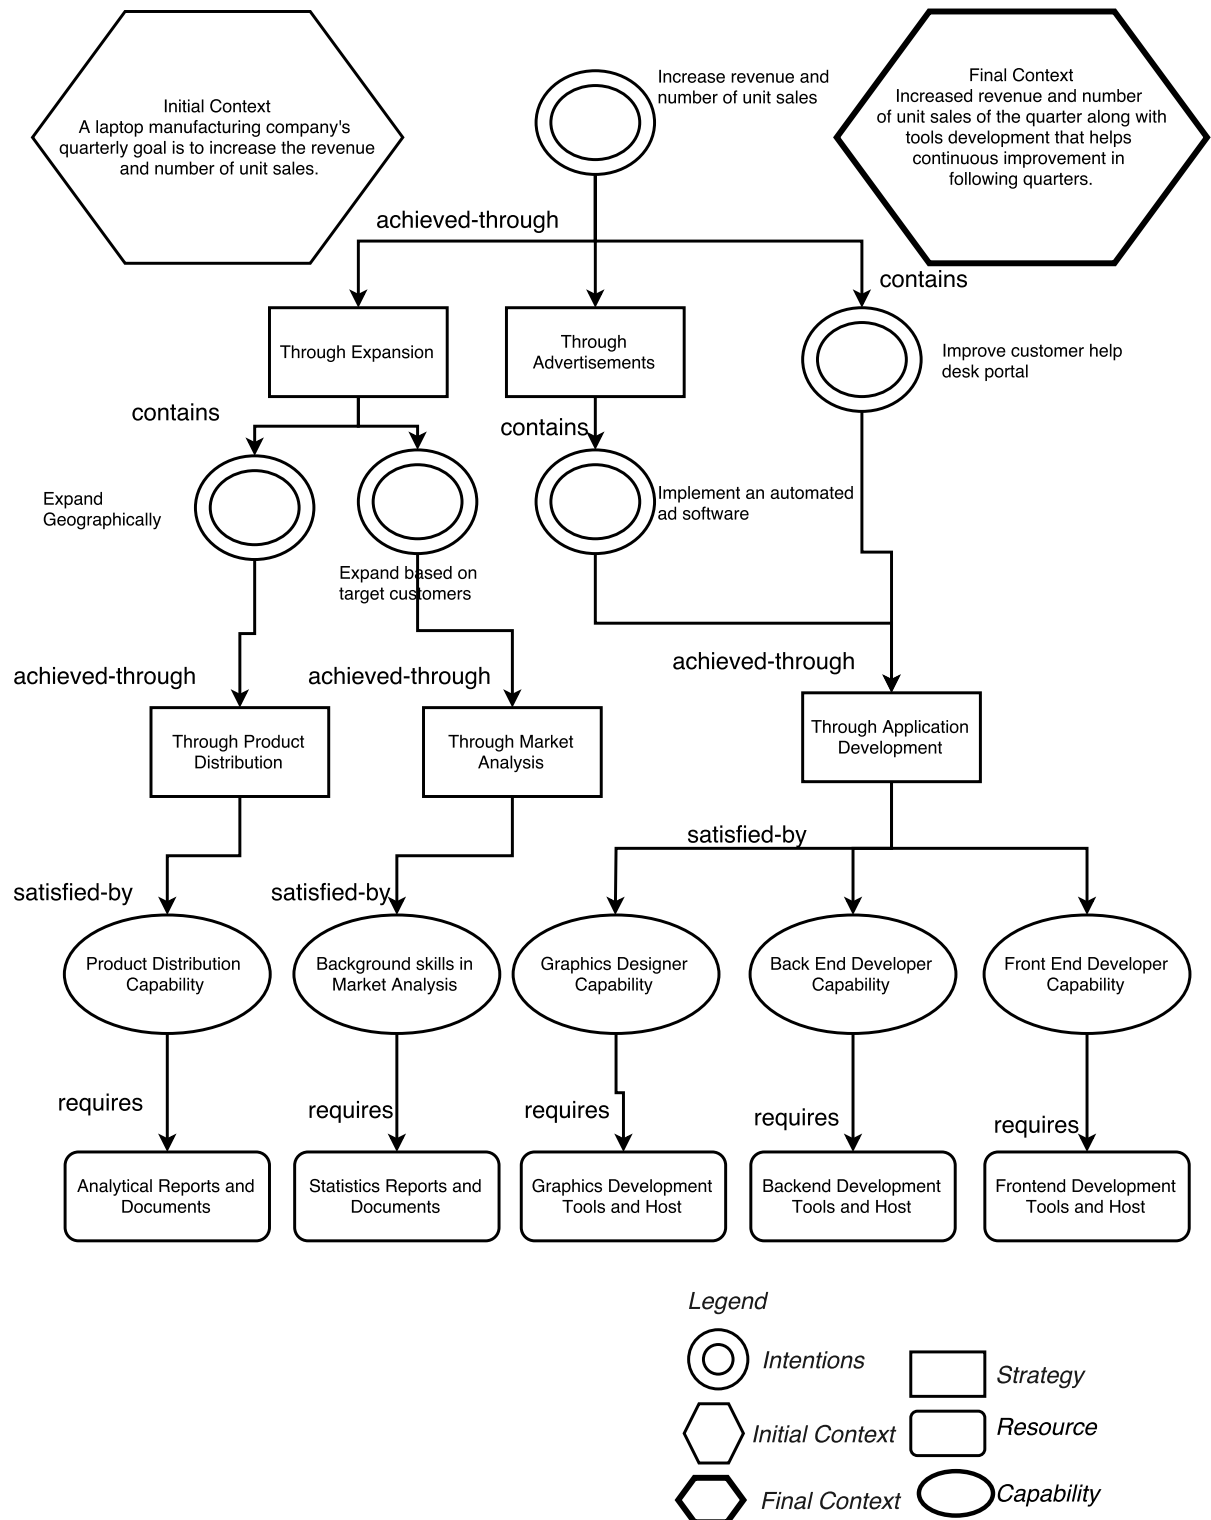 Initial Context
A laptop manufacturing company's
quarterly goal is to increase the revenue
and number of unit sales.
Increase revenue and
number of unit sales
Final Context
Increased revenue and number
of unit sales of the quarter along with
tools development that helps
continuous improvement in
following quarters.
achieved-through
contains
Through Expansion
Through
Advertisements
Improve customer help
desk portal
contains
contains
Expand
Geographically
Expand based on
target customers
Implement an automated
ad software
achieved-through
achieved-through
achieved-through
Through Product
Distribution
Through Market
Analysis
Through Application
Development
satisfied-by
satisfied-by
satisfied-by
Product Distribution
Capability
Background skills in
Market Analysis
Graphics Designer
Capability
Back End Developer
Capability
Front End Developer
Capability
requires
requires
requires
requires
requires
Analytical Reports and
Documents
Statistics Reports and
Documents
Graphics Development
Tools and Host
Backend Development
Tools and Host
Frontend Development
Tools and Host
Legend
Intentions
Strategy
Initial Context
Resource
Final Context
Capability